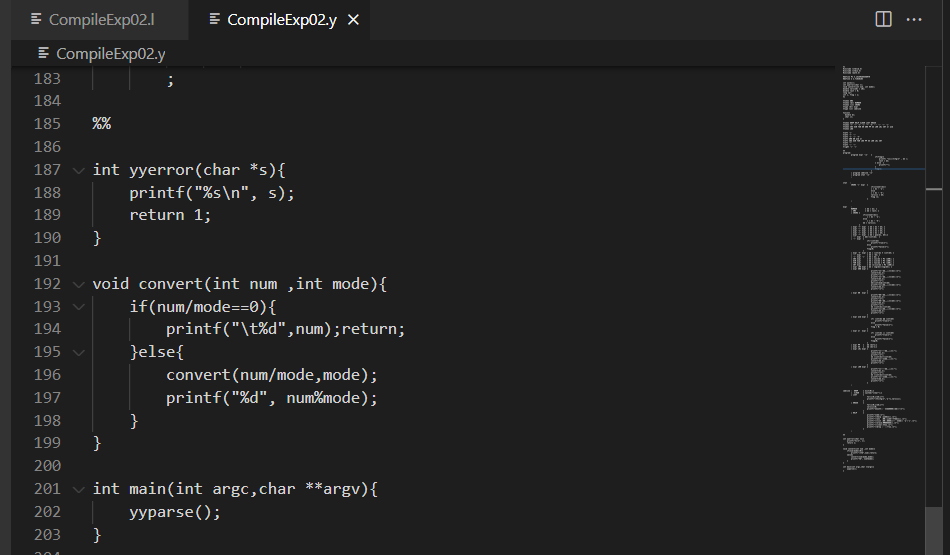 CompileExp02.l
CompileExp02.y
CompileExp02.y
183 ;
184
185 %%
186
187 int yyerror(char *s){
188 printf("%s\n", s);
189 return 1;
190 }
191
192 void convert(int num ,int mode){
193 if(num/mode==0){
194 printf("\t%d",num);return;
195 }else{
196 convert(num/mode,mode);
197 printf("%d", num%mode);
198 }
199 }
200
201 int main(int argc,char **argv){
202 yyparse();
203 }